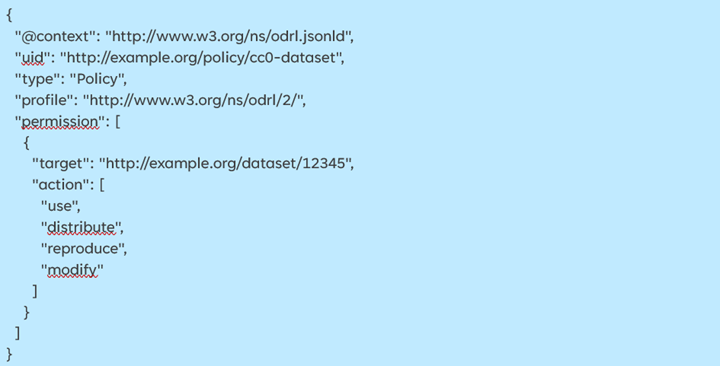 {
"@context": "http://www.w3.org/ns/odrl.jsonld",
"uid": "http://example.org/policy/cc0-dataset",
"type": "Policy",
"profile": "http://www.w3.org/ns/odrl/2/",
"permission": [
{
"target": "http://example.org/dataset/12345",
"action": [
"use",
"distribute",
"reproduce",
"modify"
]
}
]
}